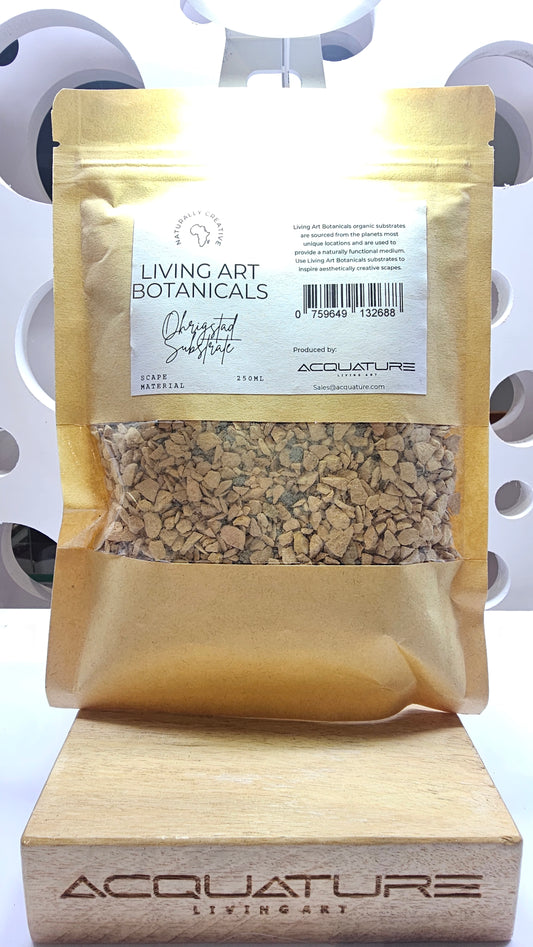 NATURALLY CREATIVE
LIVING ART
BOTANICALS
Ohrigstad
Substrate
SCAPE
MATERIAL
250ML
Living Art Botanicals organic substrates
are sourced from the planets most
unique locations and are used to
provide a naturally functional medium.
Use Living Art Botanicals substrates to
inspire aesthetically creative scapes.
0 759649 132688
Produced by:
ACQUATURE
LIVING ART
Sales@acquature.com
ACQUATURE
LIVING ART